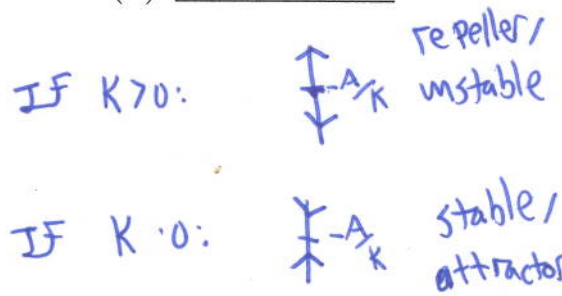 If K>0: -A/K repeller/
unstable
If K 0: -A/K stable/
attractor